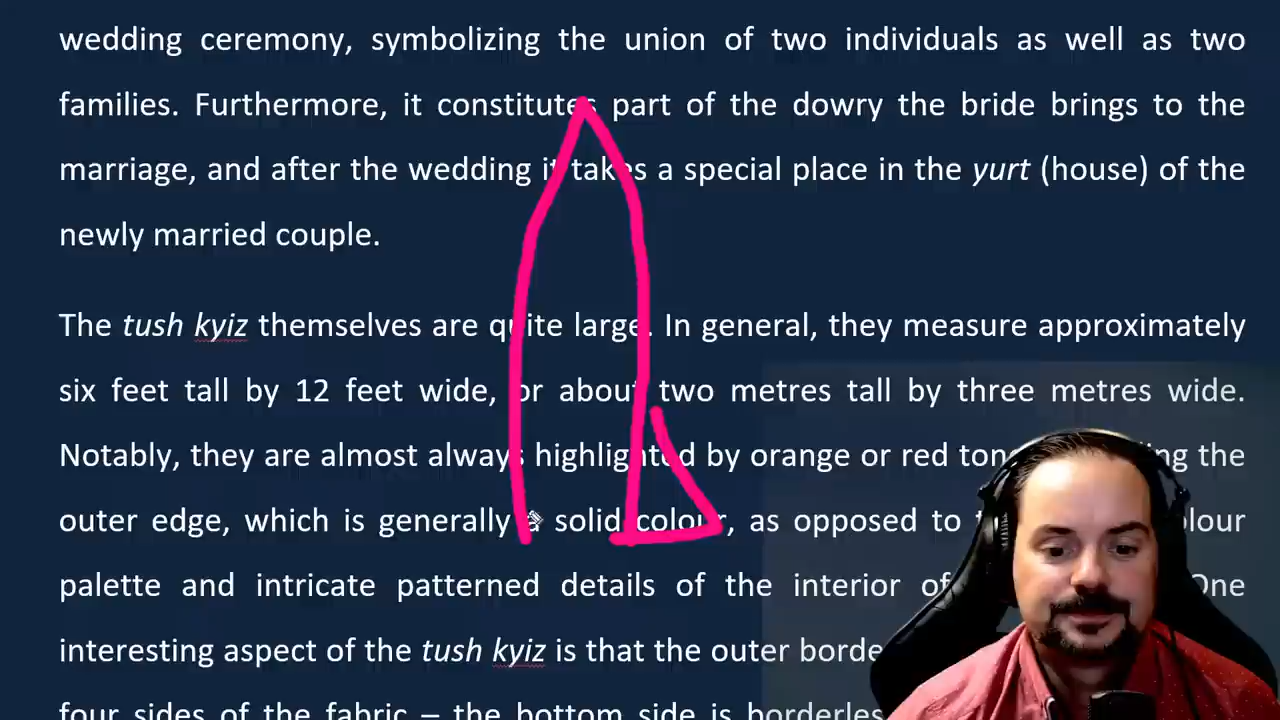 wedding ceremony, symbolizing the union of two individuals as well as two
families. Furthermore, it constitutes part of the dowry the bride brings to the
marriage, and after the wedding it takes a special place in the yurt (house) of the
newly married couple.
The tush kyiz themselves are quite large. In general, they measure approximately
six feet tall by 12 feet wide, or about two metres tall by three metres wide.
Notably, they are almost always highlighted by orange or red the
outer edge, which is generally a solid colour, as opposed to
palette and intricate patterned details of the interior of One
interesting aspect of the tush kyiz is that the outer
four sides of the fabric – the bottom side is